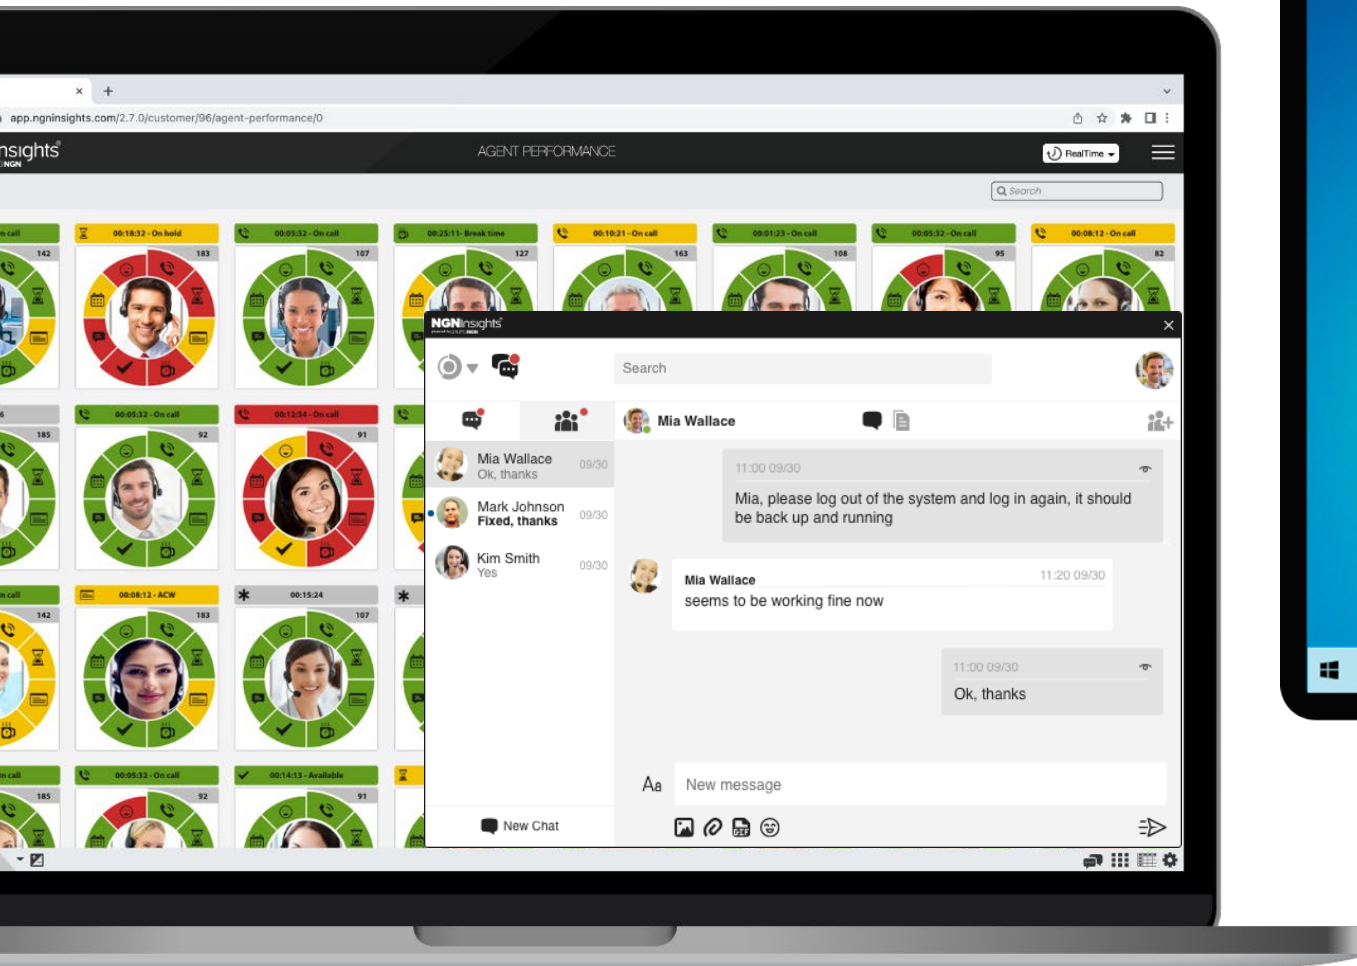 app.ngninsights.com/2.7.0/customer/96/agent-performance/0
nsights
NGN
AGENT PERFORMANCE
RealTime
Search
n call
00:18:32 - On hold
00:05:32 - On call
00:25:11- Break time
00:10:21 - On call
00:01:23 - On call
00:05:32 - On call
00:08:12 - On call
142
183
107
127
163
108
95
82
NGNInsights
Search
6
00:05:32 - On call
00:12:54 - On call
185
92
91
Mia Wallace
Mia Wallace
Ok, thanks
09/30
Mark Johnson
Fixed, thanks
09/30
Kim Smith
Yes
09/30
11:00 09/30
Mia, please log out of the system and log in again, it should
be back up and running
Mia Wallace
11:20 09/30
seems to be working fine now
11:00 09/30
Ok, thanks
n call
00:08:12 - ACW
00:15:24
142
183
107
n call
00:05:32 - On call
00:14:13 - Available
185
92
91
Aa
New message
New Chat
GIF